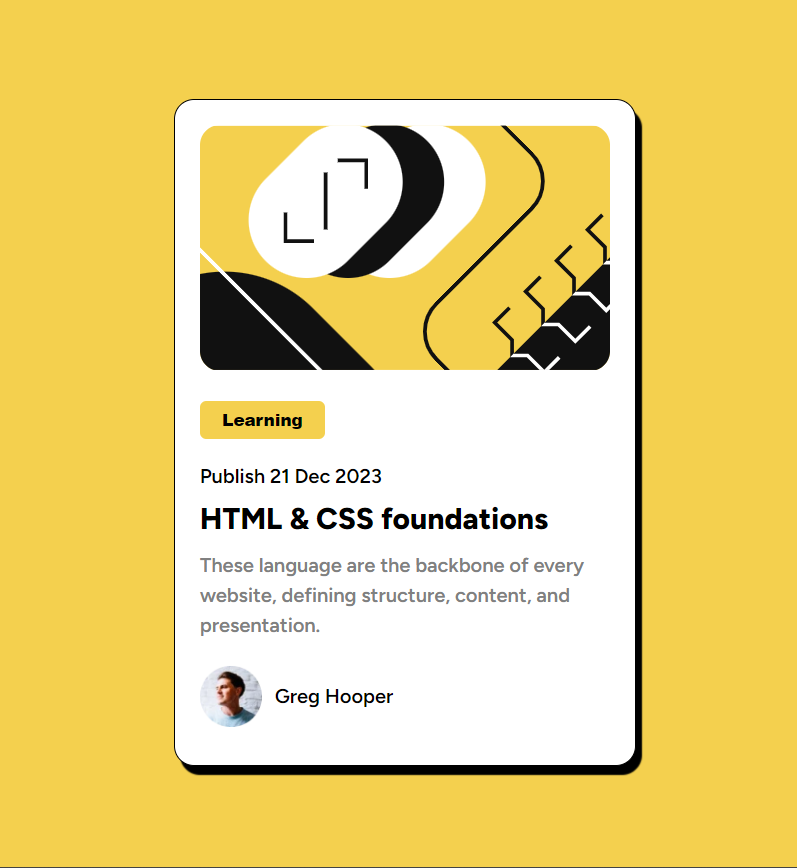 Learning
Publish 21 Dec 2023
HTML & CSS foundations
These language are the backbone of every
website, defining structure, content, and
presentation.
Greg Hooper